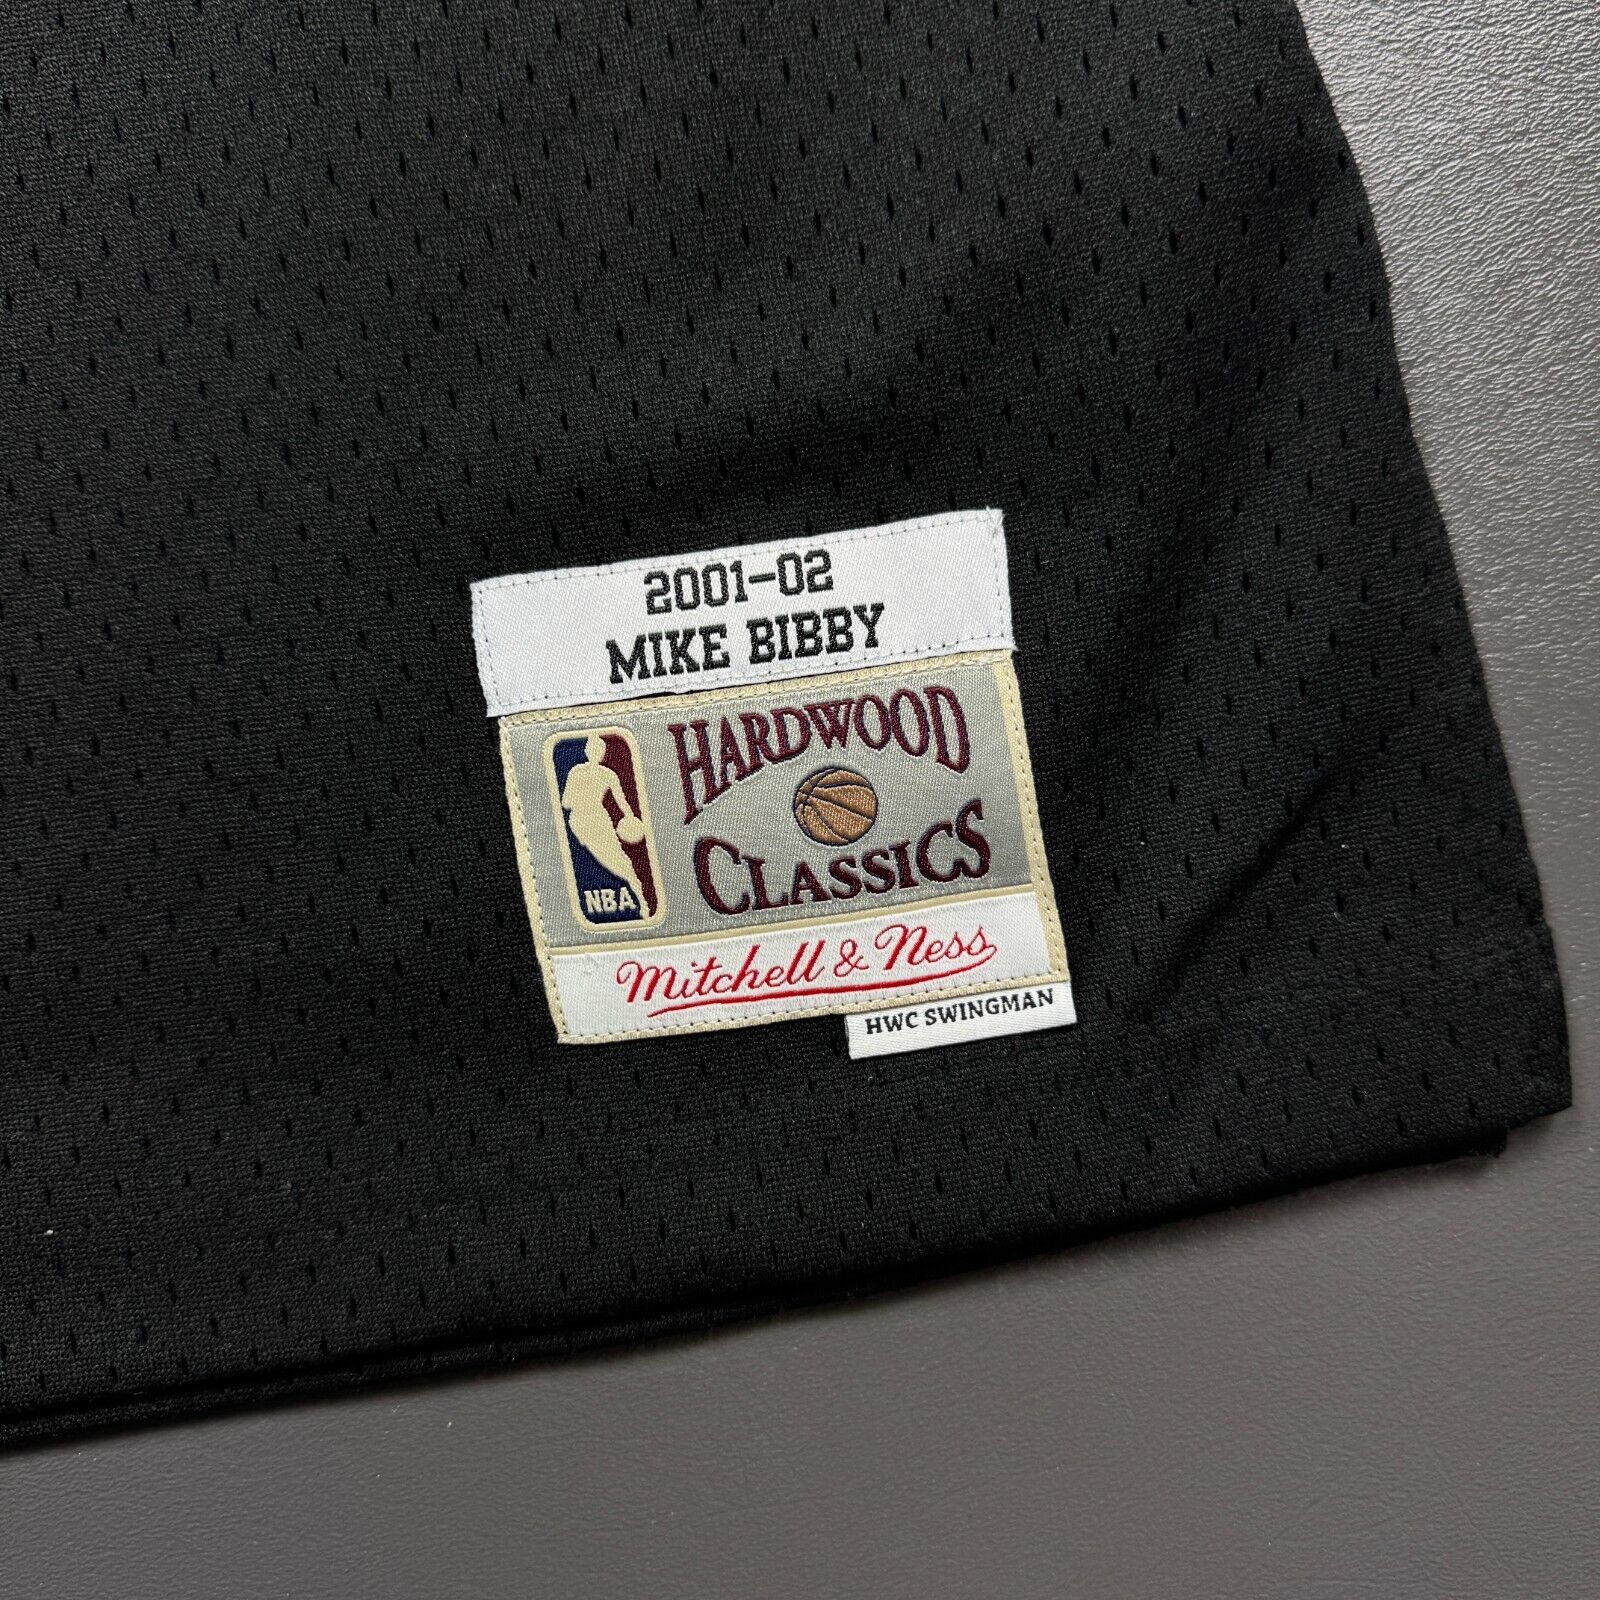 2001-02
MIKE BIBBY
HARDWOOD
CLASSICS
NBA
Mitchell & Ness
HWC SWINGMAN